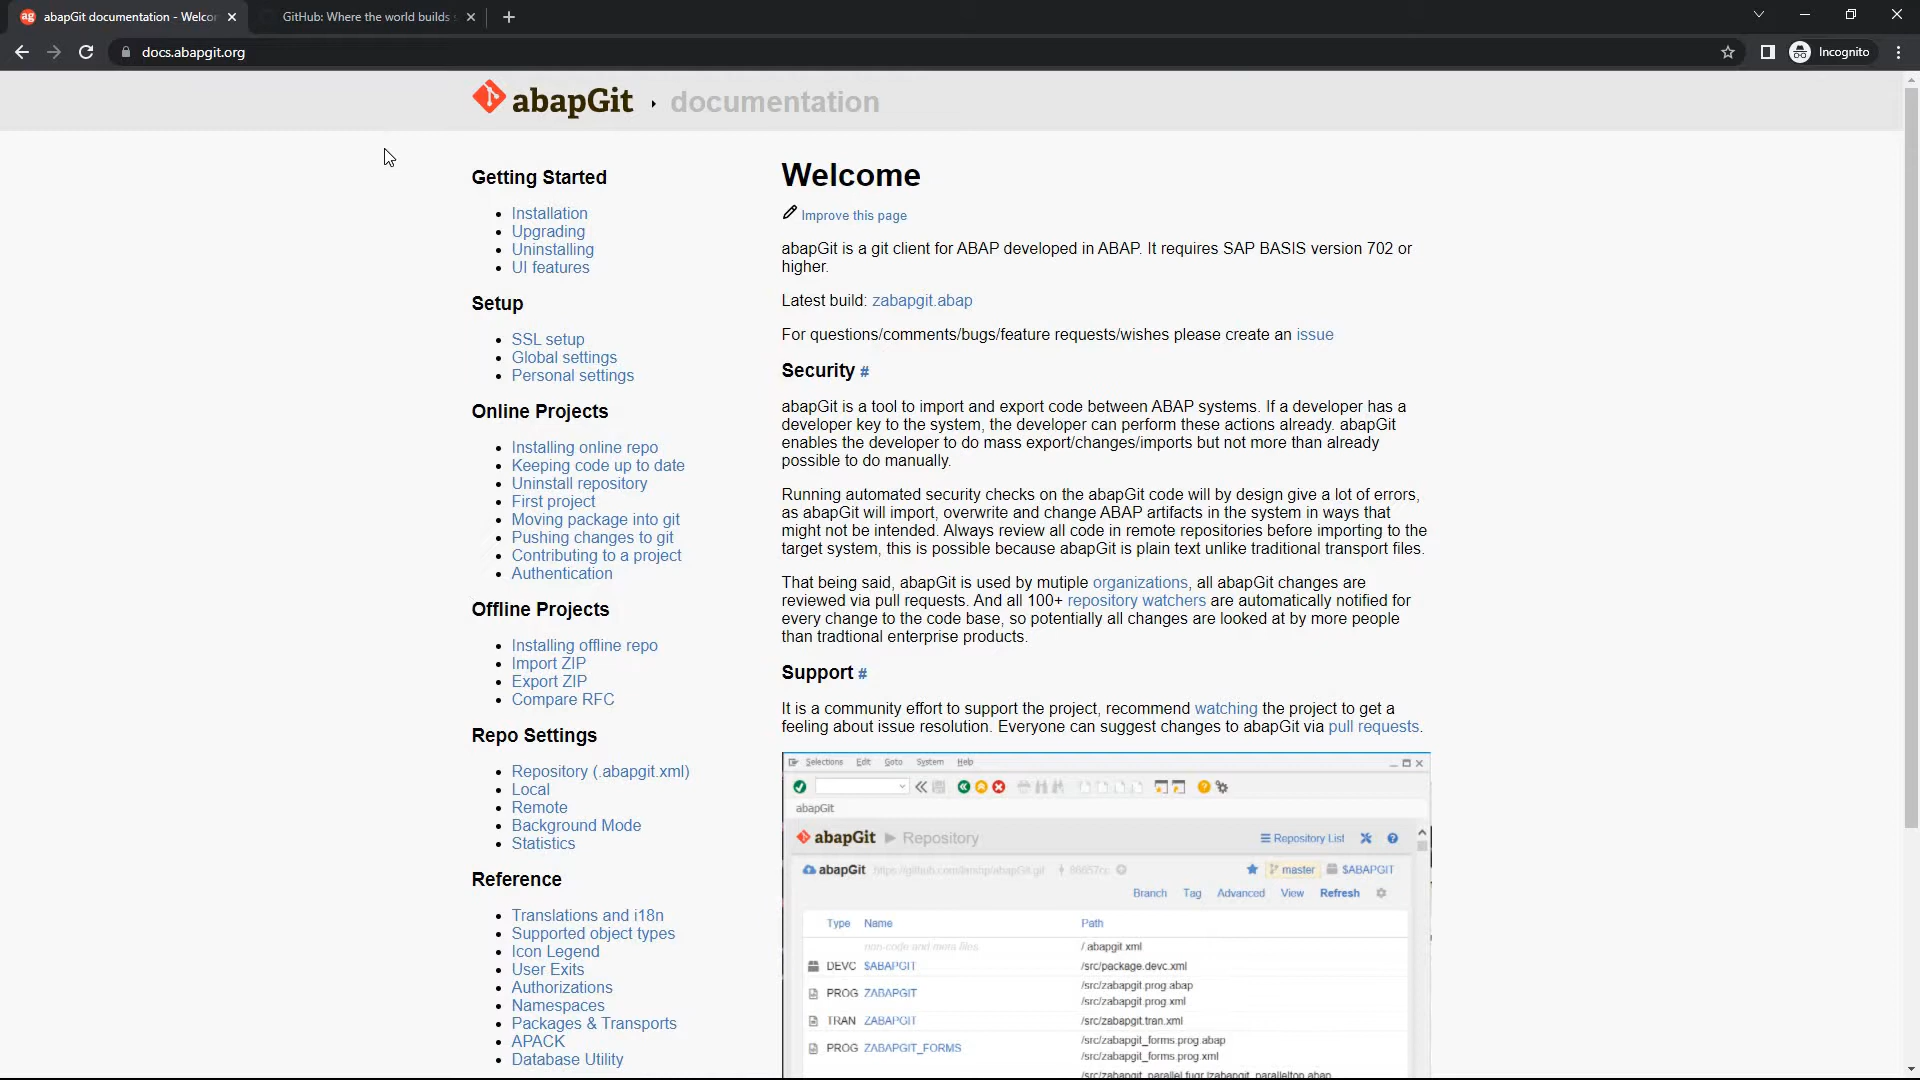 abapGit documentation - Welcor
GitHub: Where the world builds
docs.abapgit.org
Incognito
abapGit ‣ documentation
Getting Started
Installation
Upgrading
Uninstalling
UI features
Setup
SSL setup
Global settings
Personal settings
Online Projects
Installing online repo
Keeping code up to date
Uninstall repository
First project
Moving package into git
Pushing changes to git
Contributing to a project
Authentication
Offline Projects
Installing offline repo
Import ZIP
Export ZIP
Compare RFC
Repo Settings
Repository (.abapgit.xml)
Local
Remote
Background Mode
Statistics
Reference
Translations and i18n
Supported object types
Icon Legend
User Exits
Authorizations
Namespaces
Packages & Transports
APACK
Database Utility
Welcome
Improve this page
abapGit is a git client for ABAP developed in ABAP. It requires SAP BASIS version 702 or
higher.
Latest build: zabapgit.abap
For questions/comments/bugs/feature requests/wishes please create an issue
Security #
abapGit is a tool to import and export code between ABAP systems. If a developer has a
developer key to the system, the developer can perform these actions already. abapGit
enables the developer to do mass export/changes/imports but not more than already
possible to do manually.
Running automated security checks on the abapGit code will by design give a lot of errors,
as abapGit will import, overwrite and change ABAP artifacts in the system in ways that
might not be intended. Always review all code in remote repositories before importing to the
target system, this is possible because abapGit is plain text unlike traditional transport files.
That being said, abapGit is used by mutiple organizations, all abapGit changes are
reviewed via pull requests. And all 100+ repository watchers are automatically notified for
every change to the code base, so potentially all changes are looked at by more people
than tradtional enterprise products.
Support #
It is a community effort to support the project, recommend watching the project to get a
feeling about issue resolution. Everyone can suggest changes to abapGit via pull requests.
Selections Edit Goto System Help
abapGit
abapGit ▶ Repository
Repository List
abapGit
master $ABAPGIT
Branch Tag Advanced View Refresh
Type Name Path
non-code and meta files / abapgit xml
DEVC $ABAPGIT /src/package.devc.xml
PROG ZABAPGIT /src/zabapgit.prog abap
/src/zabapgit.prog xml
TRAN ZABAPGIT /src/zabapgit.tran.xml
PROG ZABAPGIT_FORMS /src/zabapgit_forms prog.abap
/src/zabapgit_forms prog.xml